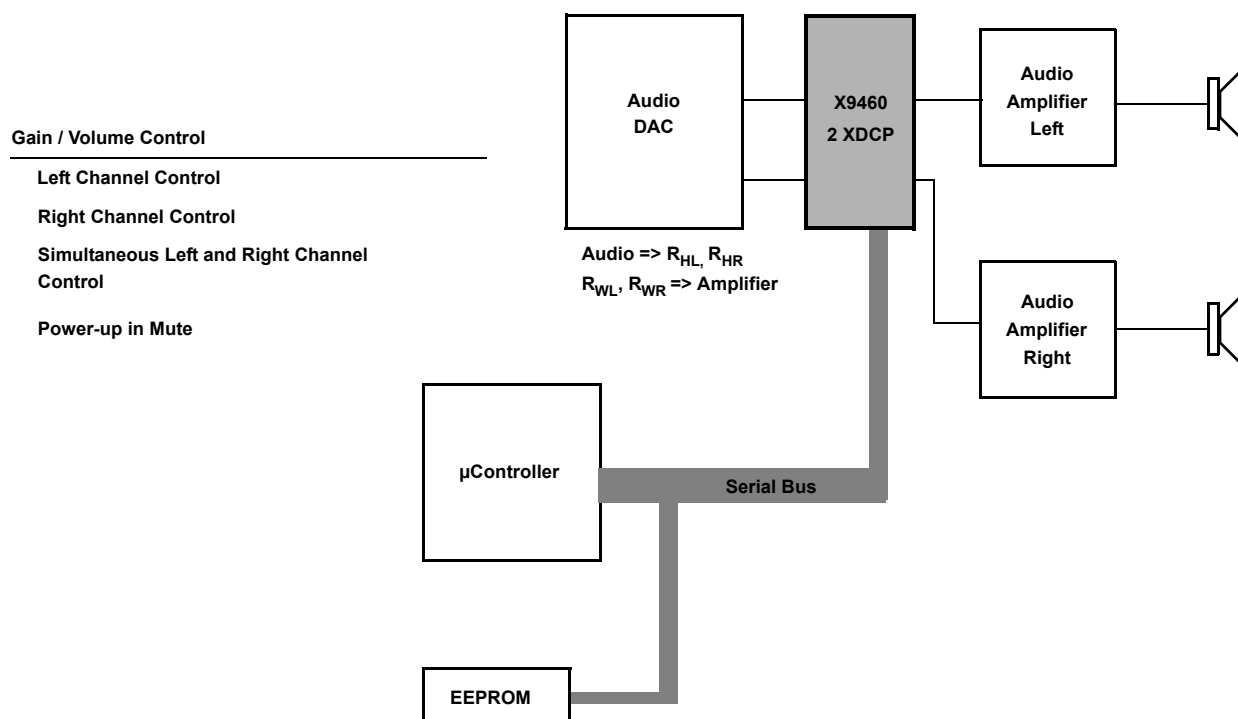 Gain / Volume Control
Left Channel Control
Right Channel Control
Simultaneous Left and Right Channel
Control
Power-up in Mute
Audio
DAC
X9460
2 XDCP
Audio
Amplifier
Left
Audio => RHL, RHR
RWL, RWR => Amplifier
Audio
Amplifier
Right
µController
Serial Bus
EEPROM